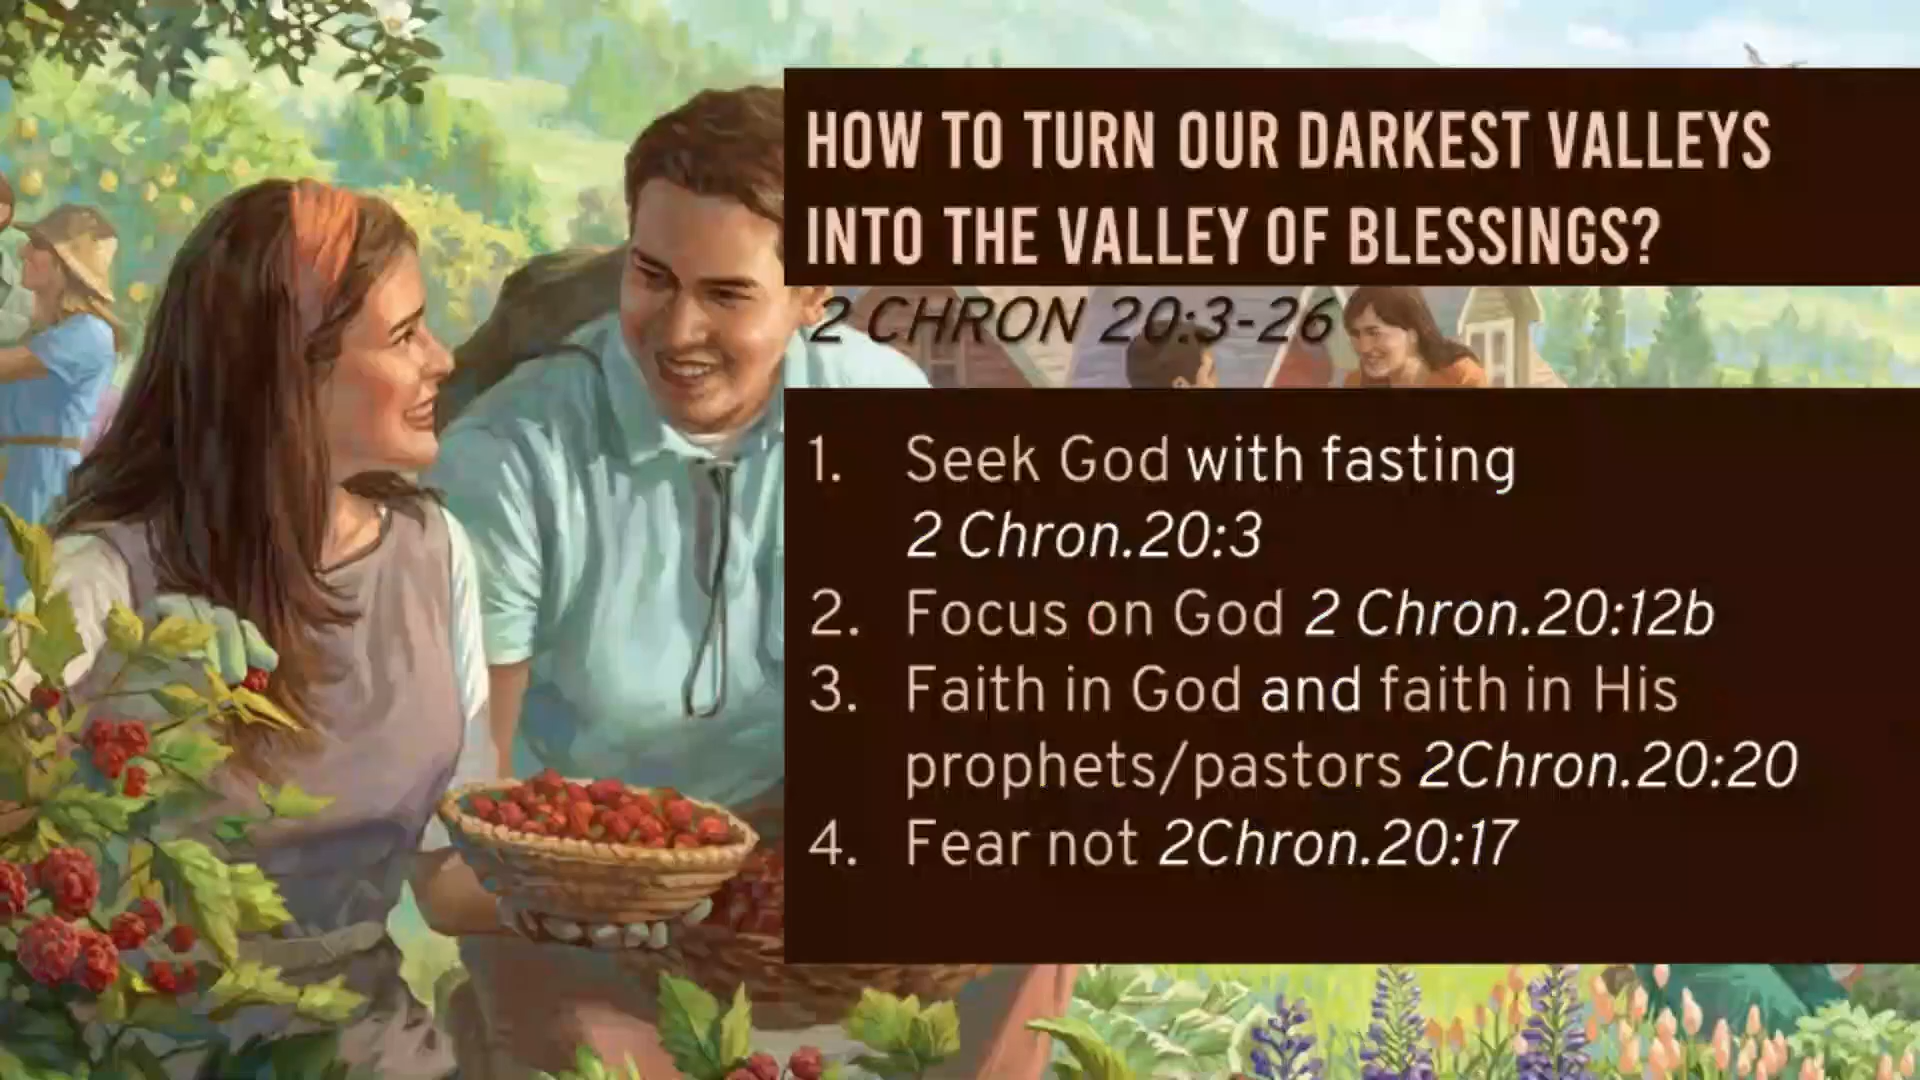 HOW TO TURN OUR DARKEST VALLEYS
INTO THE VALLEY OF BLESSINGS?
2 CHRON 20:3-26
1. Seek God with fasting
2 Chron.20:3
2. Focus on God 2 Chron.20:12b
3. Faith in God and faith in His
prophets/pastors 2Chron.20:20
4. Fear not 2Chron.20:17